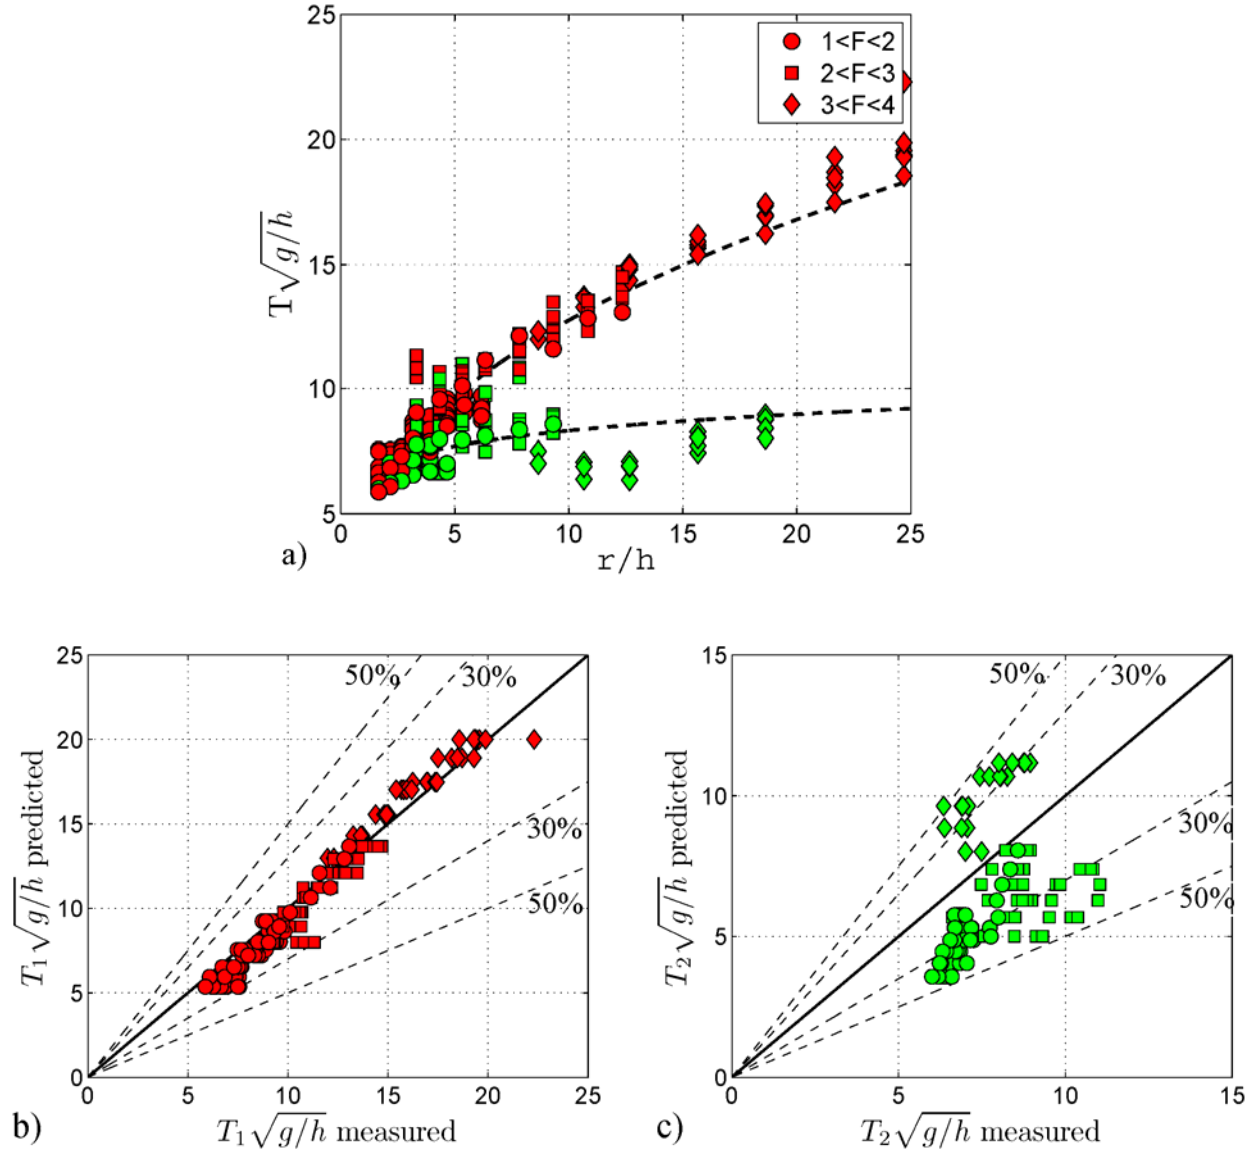 25
20
15
10
5
T√g/h
1<F<2
2<F<3
3<F<4
0 5 10 15 20 25
r/h
a)
25
20
15
10
5
0
T₁√g/h predicted
50% 30%
30%
50%
0 5 10 15 20 25
T₁√g/h measured
b)
15
10
5
0
T₂√g/h predicted
50% 30%
30%
50%
0 5 10 15
T₂√g/h measured
c)